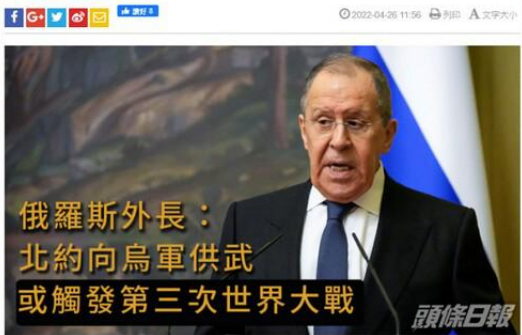 讚好 8
2022-04-26 11:56 列印 A 文字大小
俄羅斯外長：
北約向烏軍供武
或觸發第三次世界大戰
頭條日報